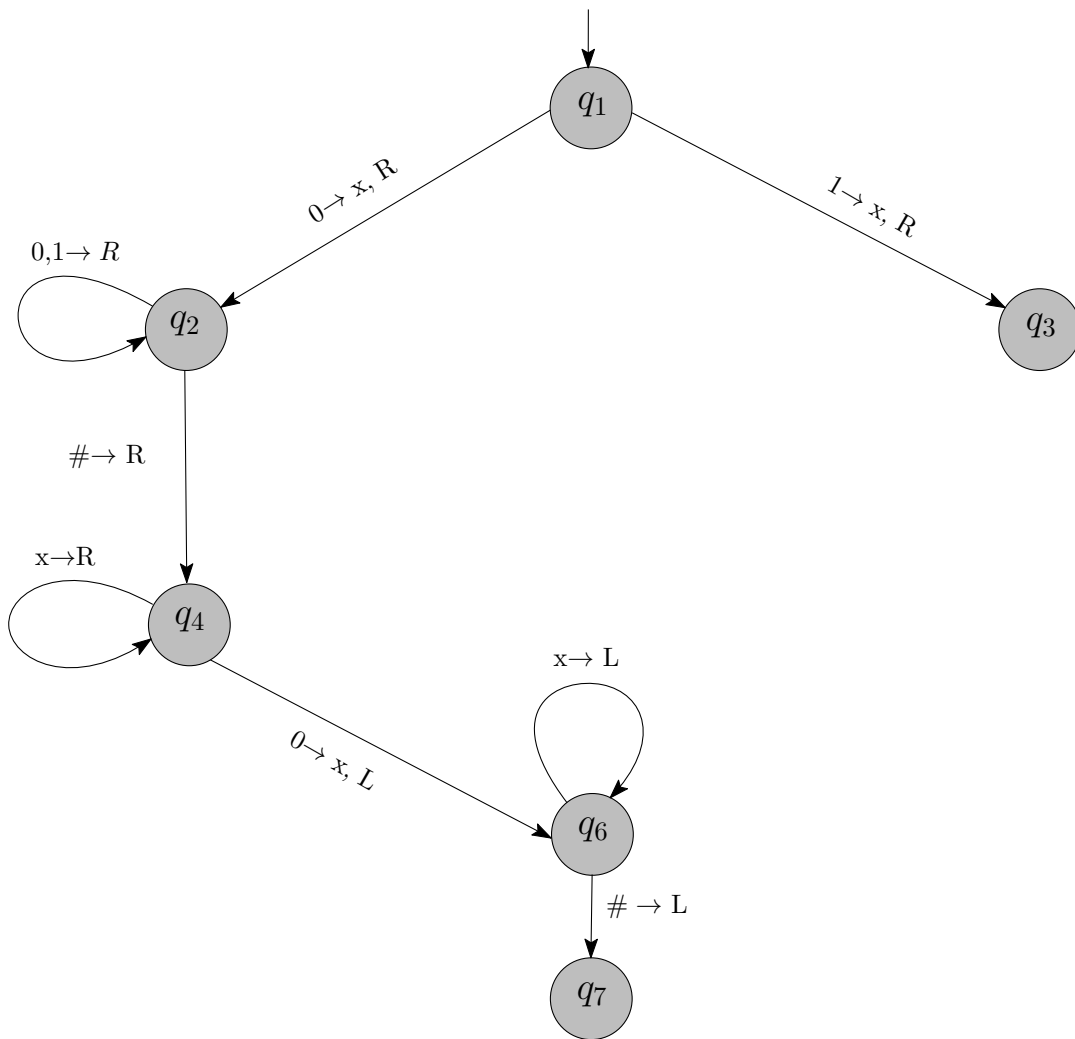 q1
0→ x, R
1→ x, R
0,1→ R
q2
q3
#→ R
x→R
q4
x→ L
0→ x, L
q6
# → L
q7